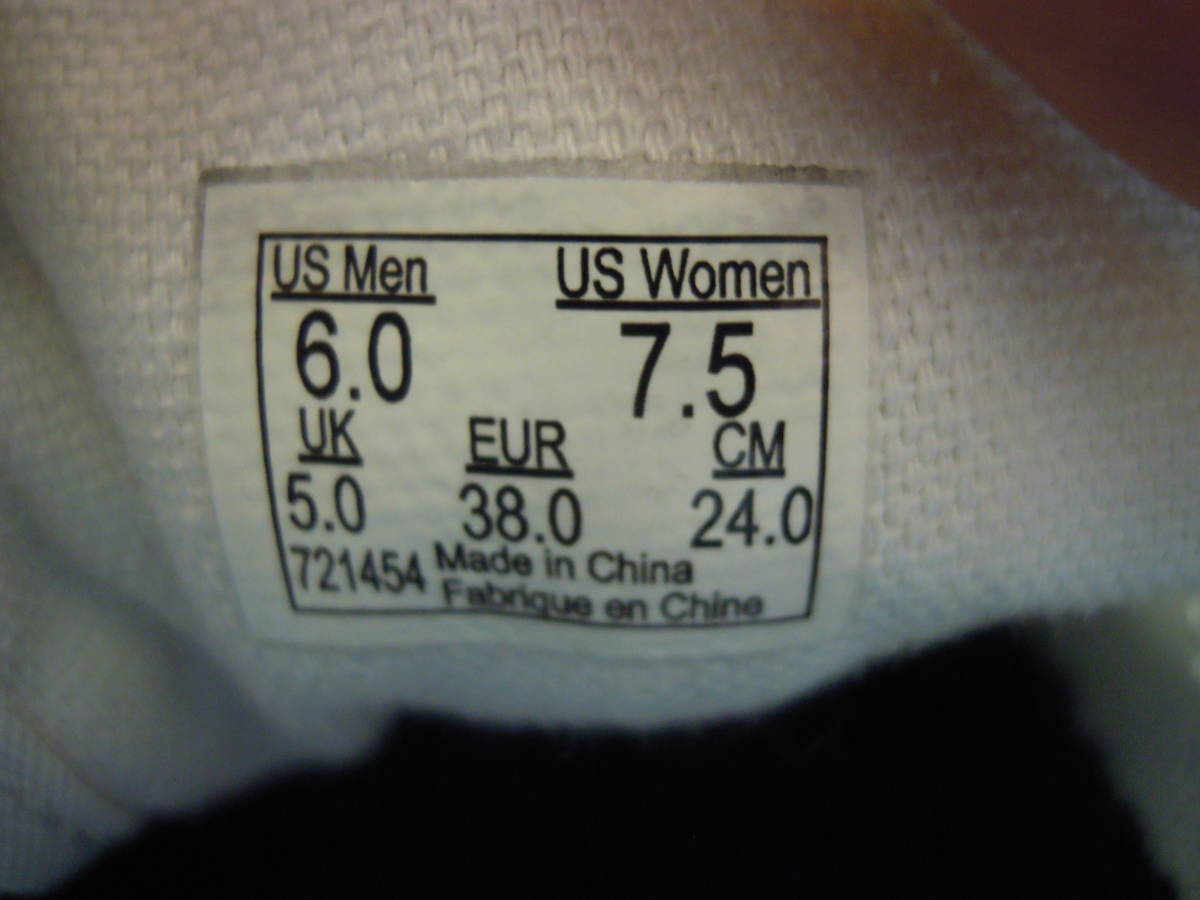 US Men US Women
6.0 7.5
UK EUR CM
5.0 38.0 24.0
721454 Made in China
Fabrique en Chine